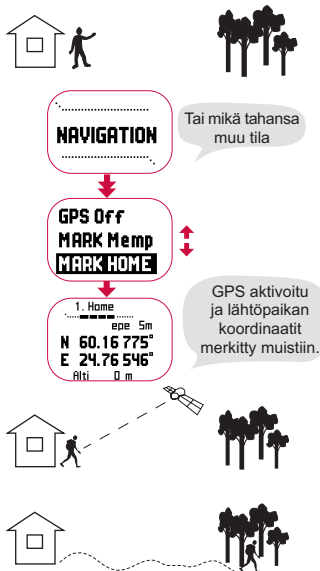 NAVIGATION
Tai mikä tahansa
muu tila
GPS Off
MARK Memp
MARK HOME
1. Home
epe 5m
N 60.16 775°
E 24.76 546°
Alti 0 m
GPS aktivoitu
ja lähtöpaikan
koordinaatit
merkitty muistiin.